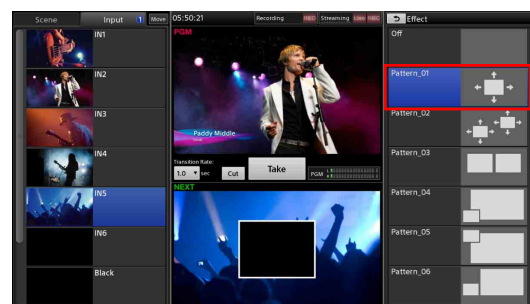 Scene
Input 1
Move
IN1
IN2
IN3
IN4
IN5
IN6
Black
05:50:21
Recording
REC
Streaming
Live
REC
PGM
Paddy Middle
Transition Rate:
1.0 sec
Cut
Take
PGM
NEXT
Effect
Off
Pattern_01
Pattern_02
Pattern_03
Pattern_04
Pattern_05
Pattern_06